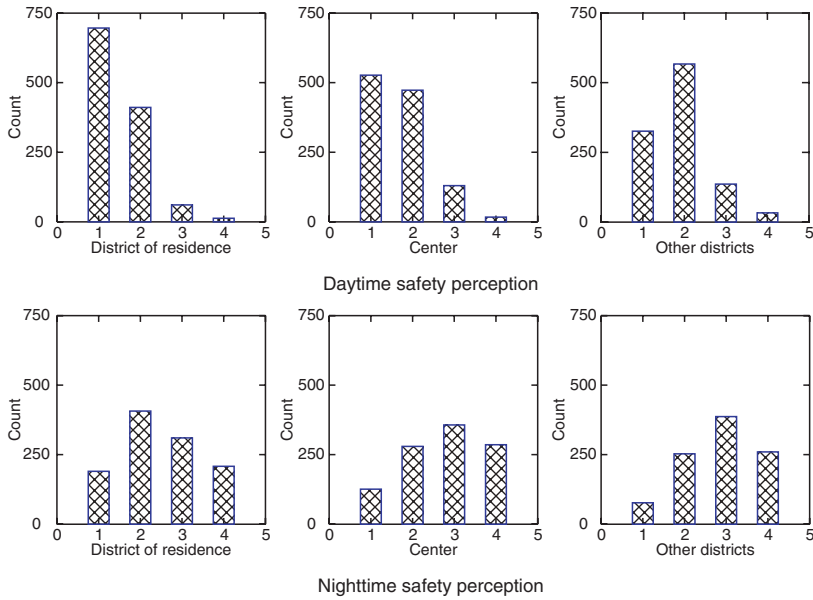 750
500
250
0
Count
0 1 2 3 4 5
District of residence
750
500
250
0
Count
0 1 2 3 4 5
Center
750
500
250
0
Count
0 1 2 3 4 5
Other districts
Daytime safety perception
750
500
250
0
Count
0 1 2 3 4 5
District of residence
750
500
250
0
Count
0 1 2 3 4 5
Center
750
500
250
0
Count
0 1 2 3 4 5
Other districts
Nighttime safety perception